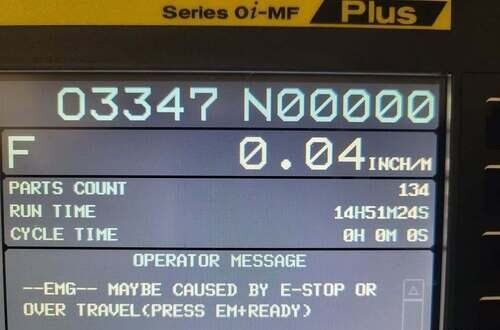 Series 0i-MF Plus
O3347 N00000
F 0.04 INCH/M
PARTS COUNT 134
RUN TIME 14H51M24S
CYCLE TIME 0H 0M 0S
OPERATOR MESSAGE
--EMG-- MAYBE CAUSED BY E-STOP OR
OVER TRAVEL(PRESS EM+READY)